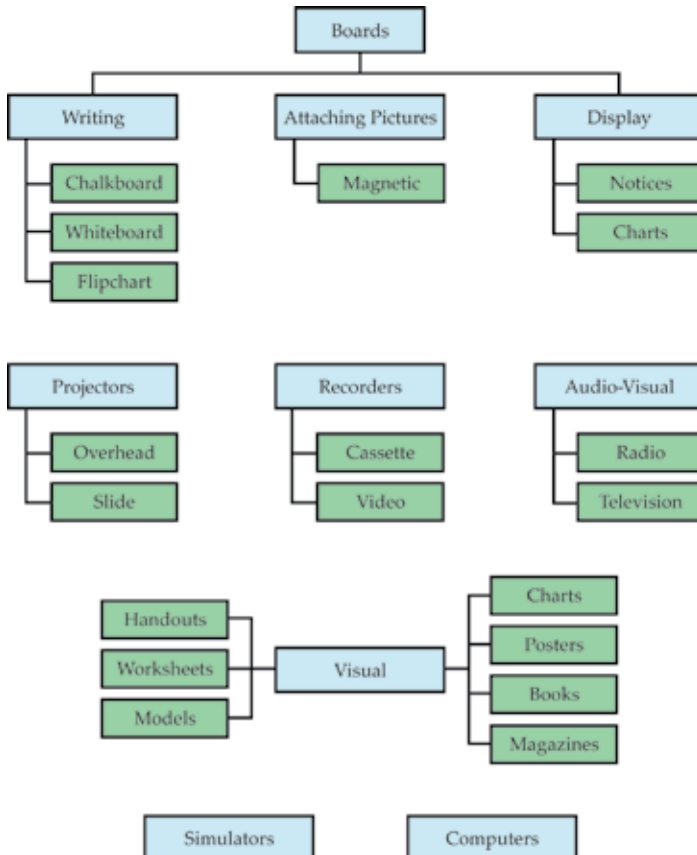 Boards
Writing
Attaching Pictures
Display
Chalkboard
Magnetic
Notices
Whiteboard
Charts
Flipchart
Projectors
Recorders
Audio-Visual
Overhead
Cassette
Radio
Slide
Video
Television
Handouts
Worksheets
Models
Visual
Charts
Posters
Books
Magazines
Simulators
Computers